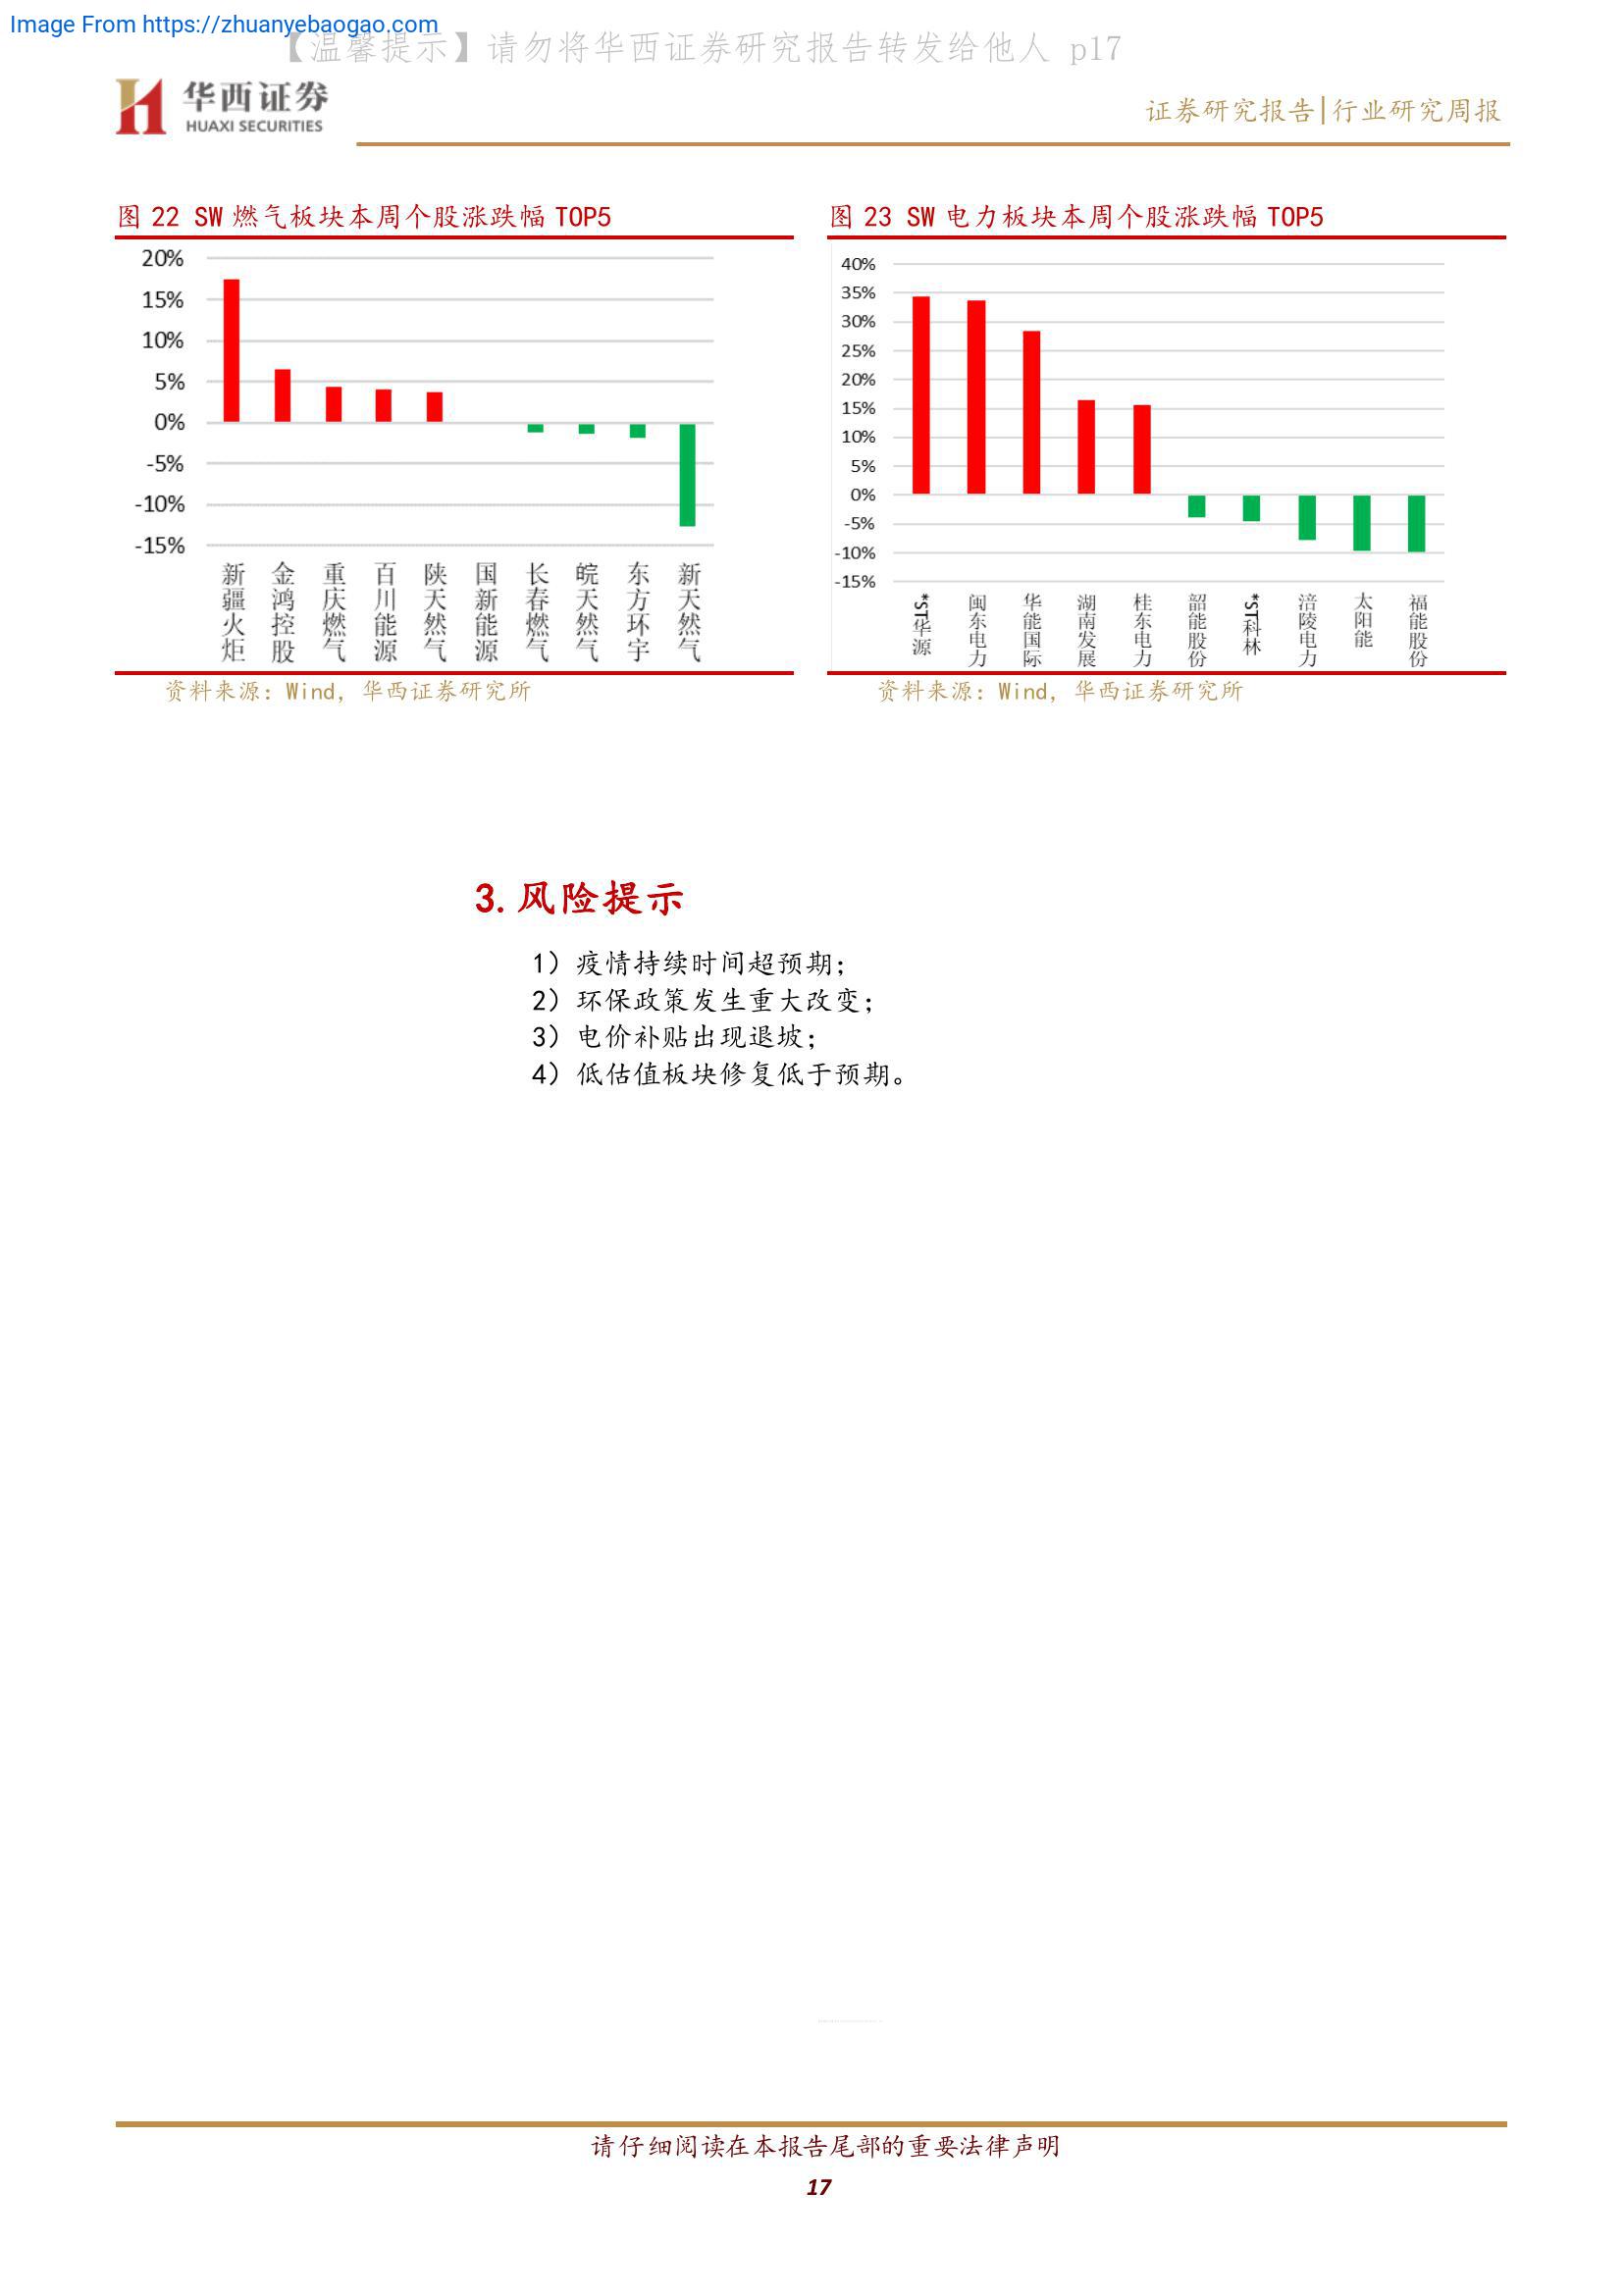 Image From https://zhuanyebaogao.com
【温馨提示】请勿将华西证券研究报告转发给他人 p17
华西证券
HUAXI SECURITIES
证券研究报告|行业研究周报
图 22 SW 燃气板块本周个股涨跌幅 TOP5
20%
15%
10%
5%
0%
-5%
-10%
-15%
新疆火炬
金鸿控股
重庆燃气
百川能源
陕天然气
国新能源
长春燃气
皖天然气
东方环宇
新天然气
资料来源：Wind，华西证券研究所
图 23 SW 电力板块本周个股涨跌幅 TOP5
40%
35%
30%
25%
20%
15%
10%
5%
0%
-5%
-10%
-15%
*ST华源
闽东电力
华能国际
湖南发展
桂东电力
韶能股份
*ST科林
涪陵电力
太阳能
福能股份
资料来源：Wind，华西证券研究所
3.风险提示
1）疫情持续时间超预期；
2）环保政策发生重大改变；
3）电价补贴出现退坡；
4）低估值板块修复低于预期。
请仔细阅读在本报告尾部的重要法律声明
17